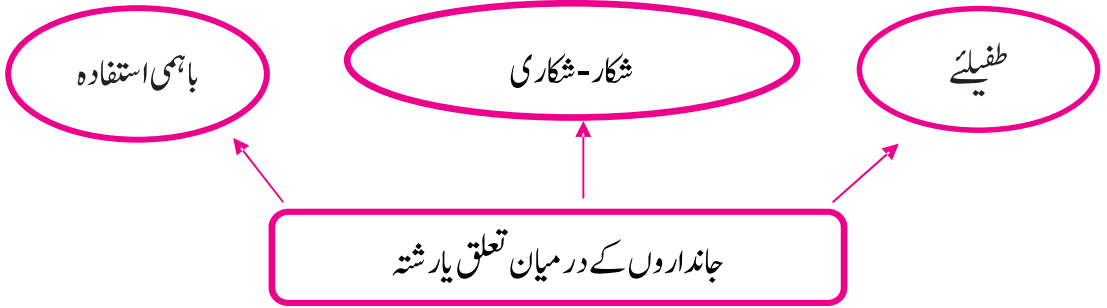 طفیلئے
شکار-شکاری
باہمی استفادہ
جانداروں کے درمیان تعلق یا رشتہ